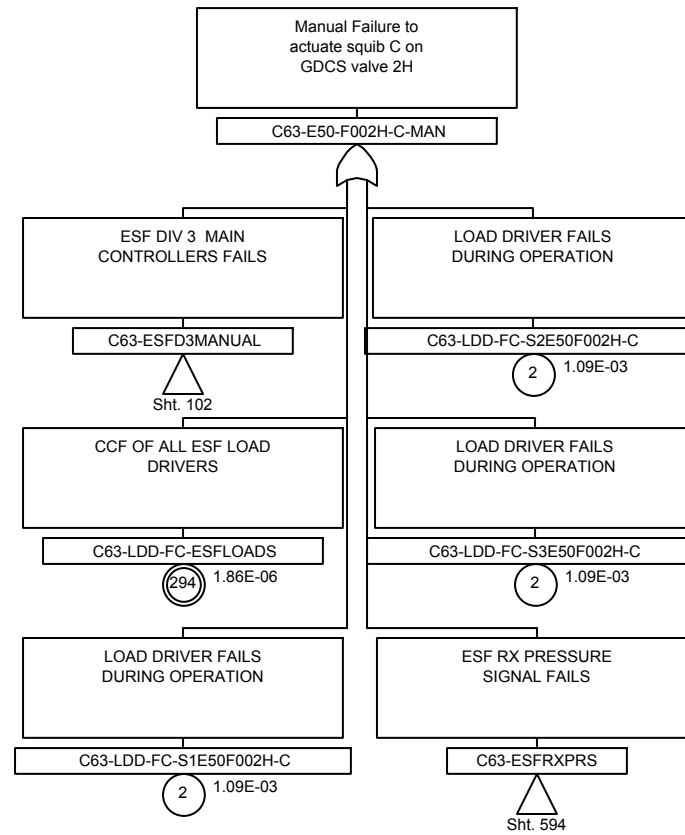 Manual Failure to
actuate squib C on
GDCS valve 2H
C63-E50-F002H-C-MAN
ESF DIV 3 MAIN
CONTROLLERS FAILS
C63-ESFD3MANUAL
Sht. 102
LOAD DRIVER FAILS
DURING OPERATION
C63-LDD-FC-S2E50F002H-C
2
1.09E-03
CCF OF ALL ESF LOAD
DRIVERS
C63-LDD-FC-ESFLOADS
294
1.86E-06
LOAD DRIVER FAILS
DURING OPERATION
C63-LDD-FC-S3E50F002H-C
2
1.09E-03
LOAD DRIVER FAILS
DURING OPERATION
C63-LDD-FC-S1E50F002H-C
2
1.09E-03
ESF RX PRESSURE
SIGNAL FAILS
C63-ESFRXPRS
Sht. 594